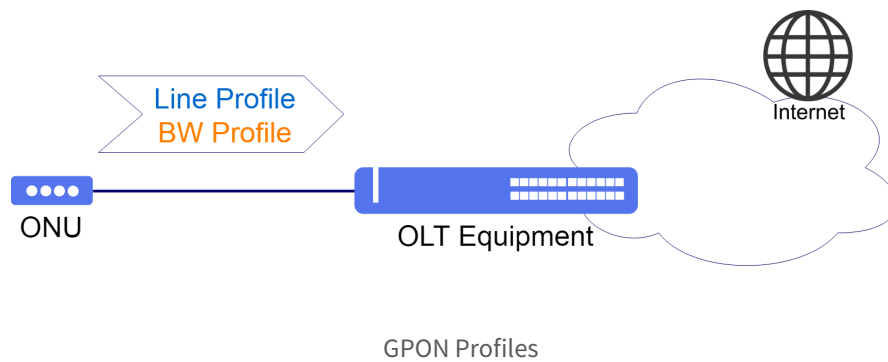 Internet
Line Profile
BW Profile
ONU
OLT Equipment
GPON Profiles